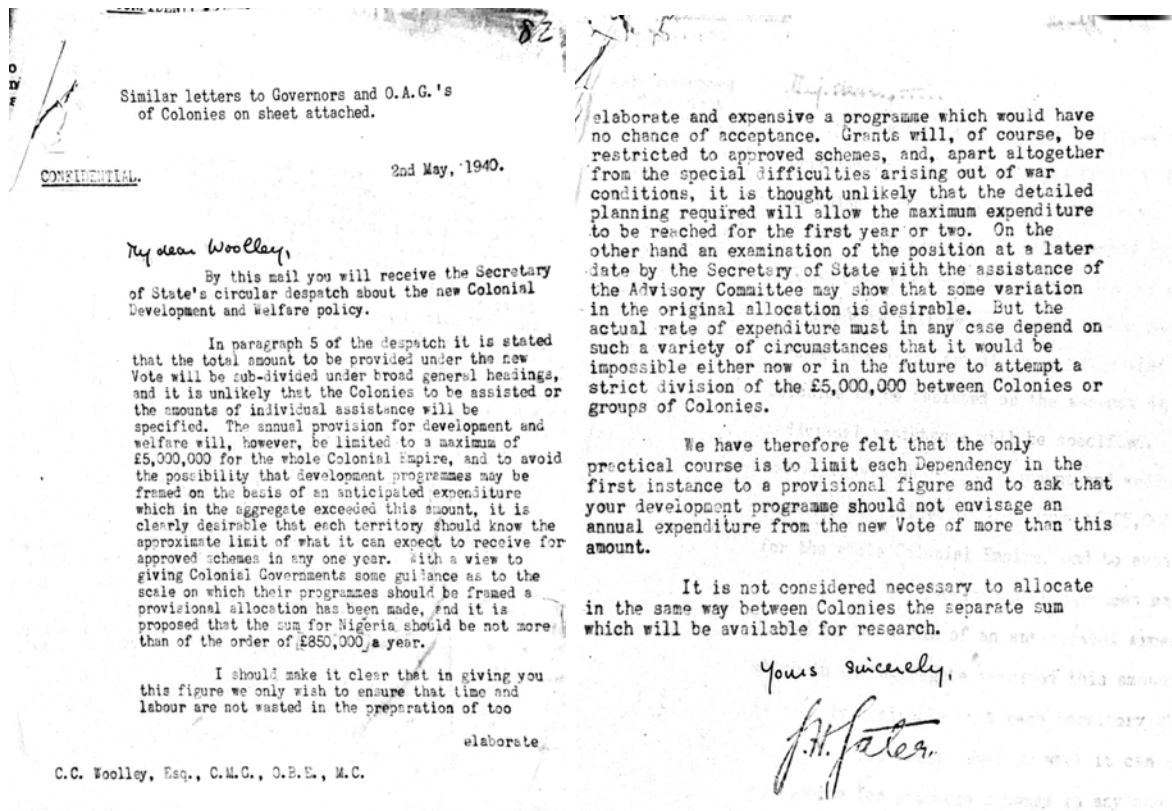 CONFIDENTIAL
82
Similar letters to Governors and O.A.G.'s
of Colonies on sheet attached.
CONFIDENTIAL.
2nd May, 1940.
My dear Woolley,
By this mail you will receive the Secretary
of State's circular despatch about the new Colonial
Development and Welfare policy.
In paragraph 5 of the despatch it is stated
that the total amount to be provided under the new
Vote will be sub-divided under broad general headings,
and it is unlikely that the Colonies to be assisted or
the amounts of individual assistance will be
specified. The annual provision for development and
welfare will, however, be limited to a maximum of
£5,000,000 for the whole Colonial Empire, and to avoid
the possibility that development programmes may be
framed on the basis of an anticipated expenditure
which in the aggregate exceeded this amount, it is
clearly desirable that each territory should know the
approximate limit of what it can expect to receive for
approved schemes in any one year. With a view to
giving Colonial Governments some guidance as to the
scale on which their programmes should be framed a
provisional allocation has been made, and it is
proposed that the sum for Nigeria should be not more
than of the order of £850,000 a year.
I should make it clear that in giving you
this figure we only wish to ensure that time and
labour are not wasted in the preparation of too
elaborate
C.C. Woolley, Esq., C.M.G., O.B.E., M.C.
elaborate and expensive a programme which would have
no chance of acceptance. Grants will, of course, be
restricted to approved schemes, and, apart altogether
from the special difficulties arising out of war
conditions, it is thought unlikely that the detailed
planning required will allow the maximum expenditure
to be reached for the first year or two. On the
other hand an examination of the position at a later
date by the Secretary of State with the assistance of
the Advisory Committee may show that some variation
in the original allocation is desirable. But the
actual rate of expenditure must in any case depend on
such a variety of circumstances that it would be
impossible either now or in the future to attempt a
strict division of the £5,000,000 between Colonies or
groups of Colonies.
We have therefore felt that the only
practical course is to limit each Dependency in the
first instance to a provisional figure and to ask that
your development programme should not envisage an
annual expenditure from the new Vote of more than this
amount.
It is not considered necessary to allocate
in the same way between Colonies the separate sum
which will be available for research.
Yours sincerely,
G.H. Gater.